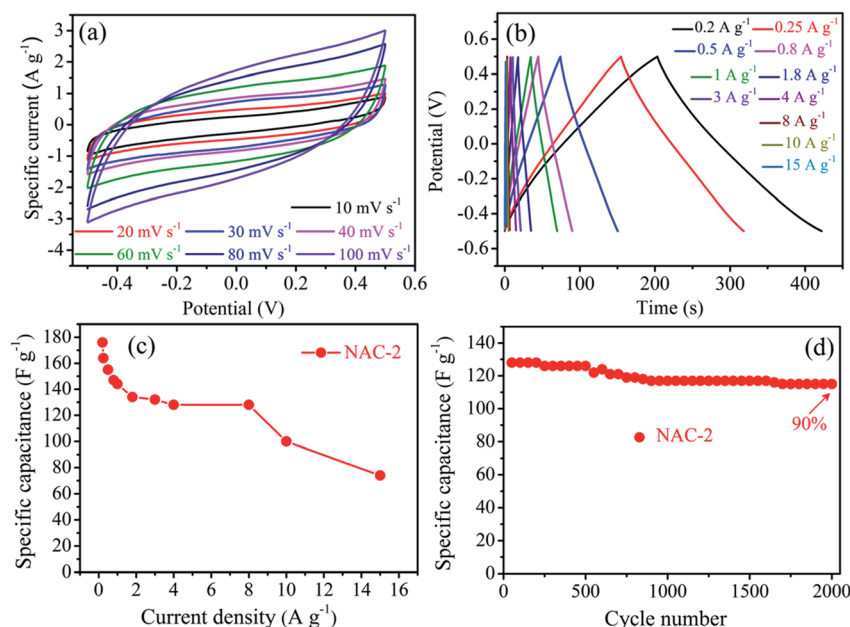 (a)
Specific current (A g⁻¹)
3
2
1
0
-1
-2
-3
-4
10 mV s⁻¹
20 mV s⁻¹ 30 mV s⁻¹ 40 mV s⁻¹
60 mV s⁻¹ 80 mV s⁻¹ 100 mV s⁻¹
-0.4 -0.2 0.0 0.2 0.4 0.6
Potential (V)
(b)
Potential (V)
0.6
0.4
0.2
0.0
-0.2
-0.4
-0.6
0.2 A g⁻¹ 0.25 A g⁻¹
0.5 A g⁻¹ 0.8 A g⁻¹
1 A g⁻¹ 1.8 A g⁻¹
3 A g⁻¹ 4 A g⁻¹
8 A g⁻¹
10 A g⁻¹
15 A g⁻¹
0 100 200 300 400
Time (s)
(c)
Specific capacitance (F g⁻¹)
180
160
140
120
100
80
60
40
20
0
NAC-2
0 2 4 6 8 10 12 14 16
Current density (A g⁻¹)
(d)
Specific capacitance (F g⁻¹)
140
120
100
80
60
40
20
0
90%
NAC-2
0 500 1000 1500 2000
Cycle number